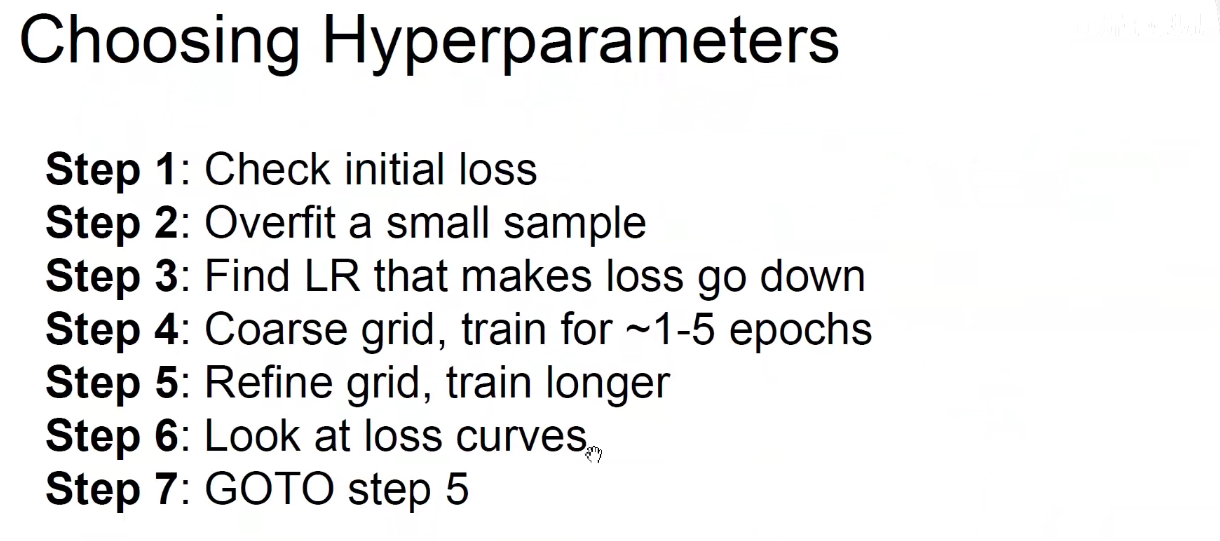 Choosing Hyperparameters
Step 1: Check initial loss
Step 2: Overfit a small sample
Step 3: Find LR that makes loss go down
Step 4: Coarse grid, train for ~1-5 epochs
Step 5: Refine grid, train longer
Step 6: Look at loss curves
Step 7: GOTO step 5